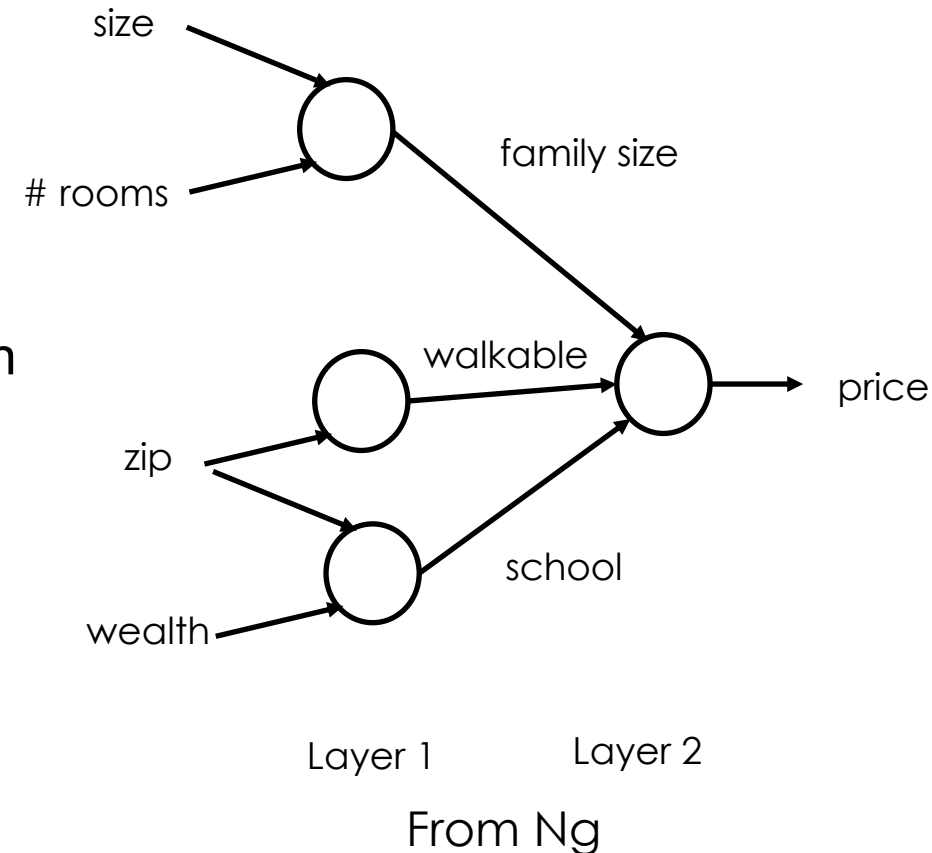 size
family size
# rooms
walkable
price
zip
school
wealth
Layer 1
Layer 2
From Ng